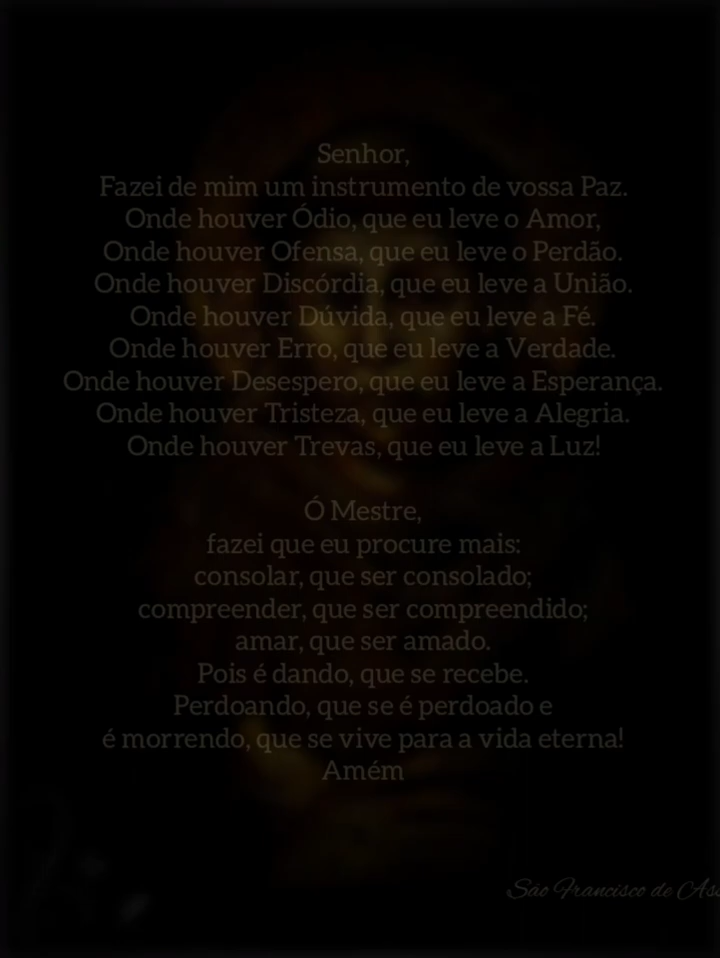 Senhor,
Fazei de mim um instrumento de vossa Paz.
Onde houver Ódio, que eu leve o Amor,
Onde houver Ofensa, que eu leve o Perdão.
Onde houver Discórdia, que eu leve a União.
Onde houver Dúvida, que eu leve a Fé.
Onde houver Erro, que eu leve a Verdade.
Onde houver Desespero, que eu leve a Esperança.
Onde houver Tristeza, que eu leve a Alegria.
Onde houver Trevas, que eu leve a Luz!
Ó Mestre,
fazei que eu procure mais:
consolar, que ser consolado;
compreender, que ser compreendido;
amar, que ser amado.
Pois é dando, que se recebe.
Perdoando, que se é perdoado e
é morrendo, que se vive para a vida eterna!
Amém
São Francisco de